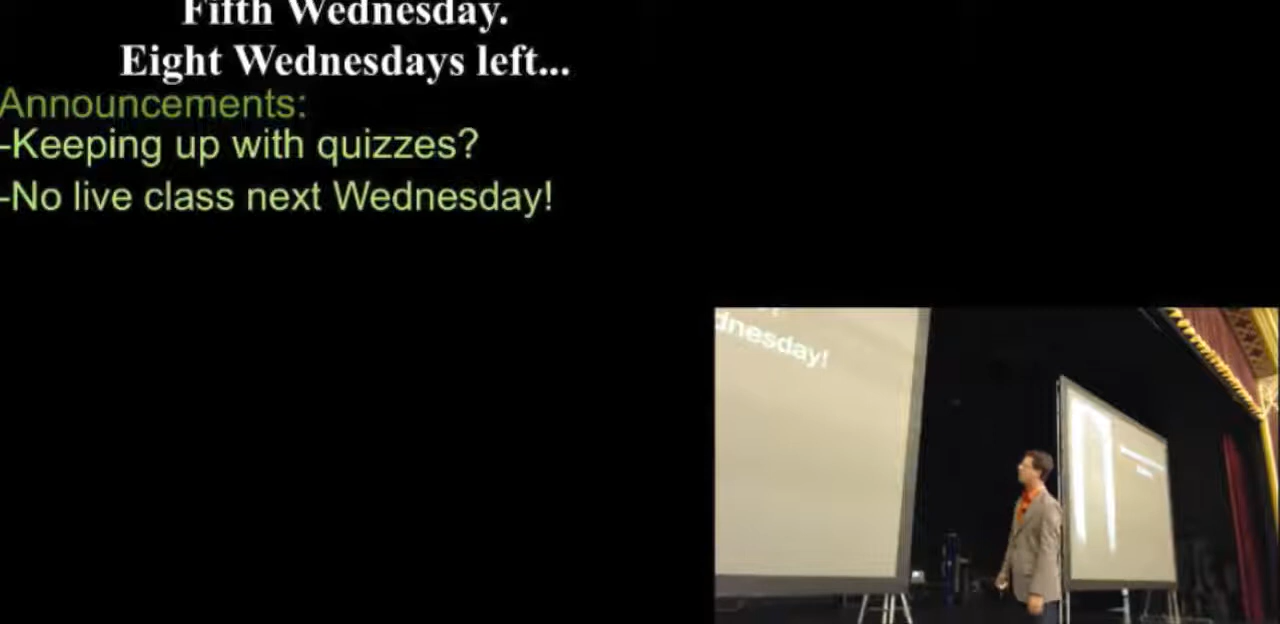 Fifth Wednesday.
Eight Wednesdays left...
Announcements:
-Keeping up with quizzes?
-No live class next Wednesday!
dnesday!